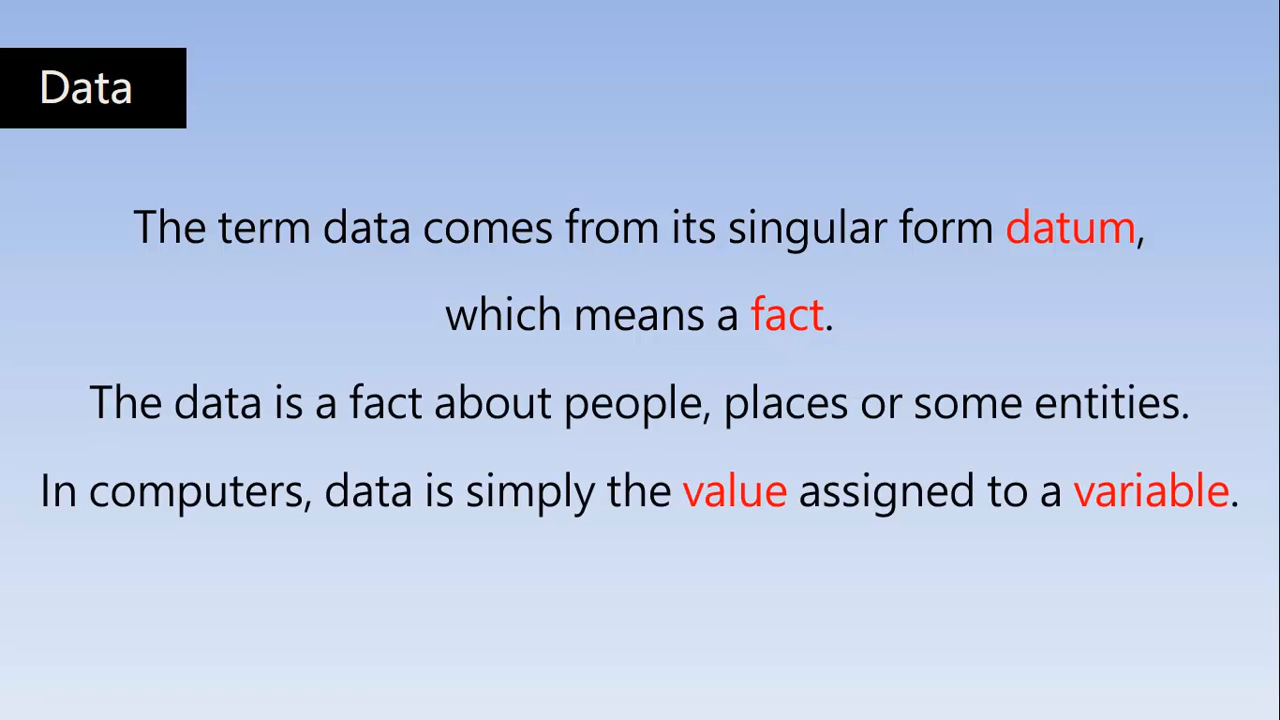 Data
The term data comes from its singular form datum,
which means a fact.
The data is a fact about people, places or some entities.
In computers, data is simply the value assigned to a variable.